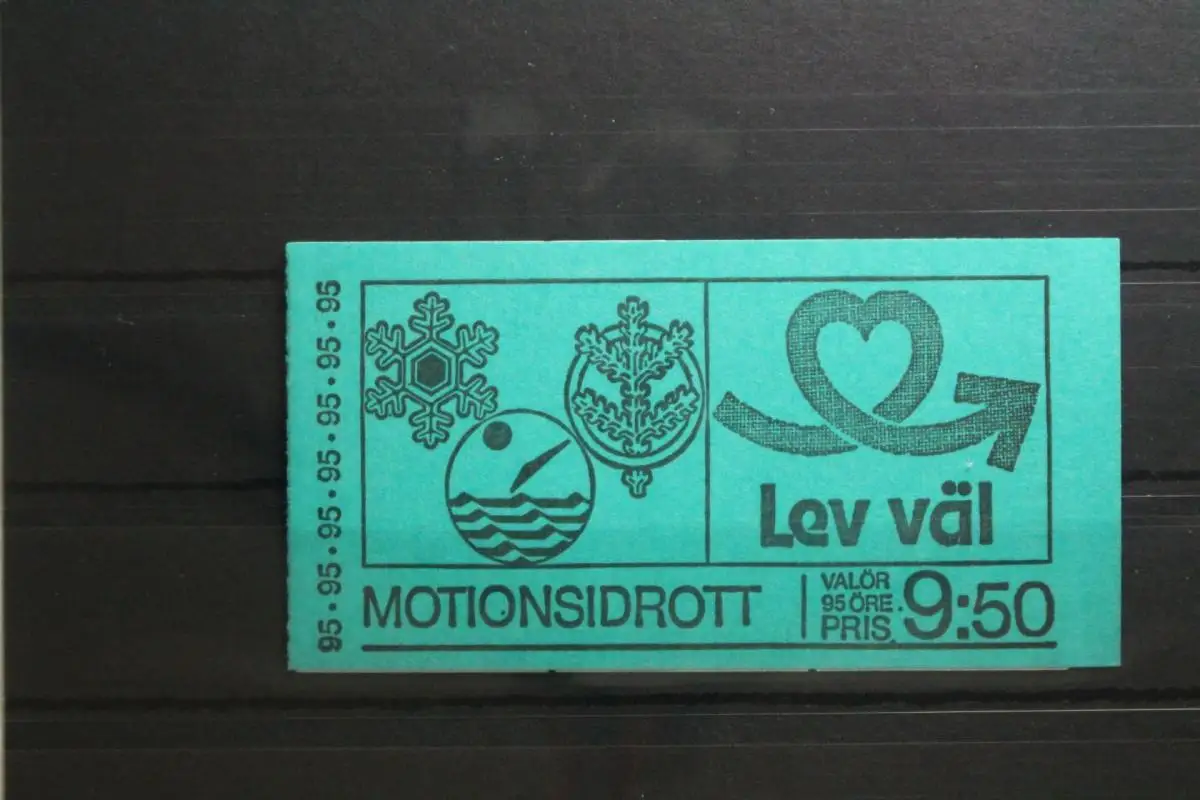 95·95·95·95·95·95·95
Lev väl
MOTIONSIDROTT
VALÖR
95 ÖRE.
PRIS.
9:50